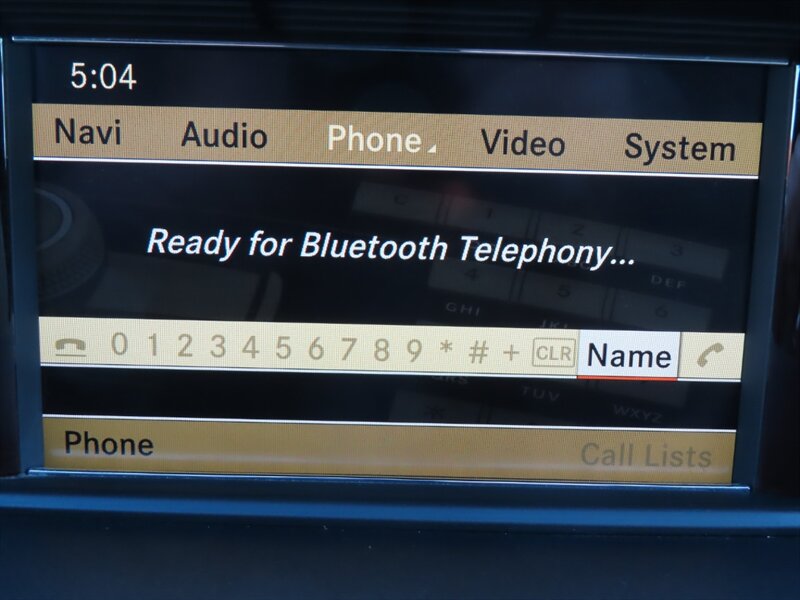 5:04
Navi Audio Phone Video System
Ready for Bluetooth Telephony...
0 1 2 3 4 5 6 7 8 9 * # + CLR Name
Phone Call Lists